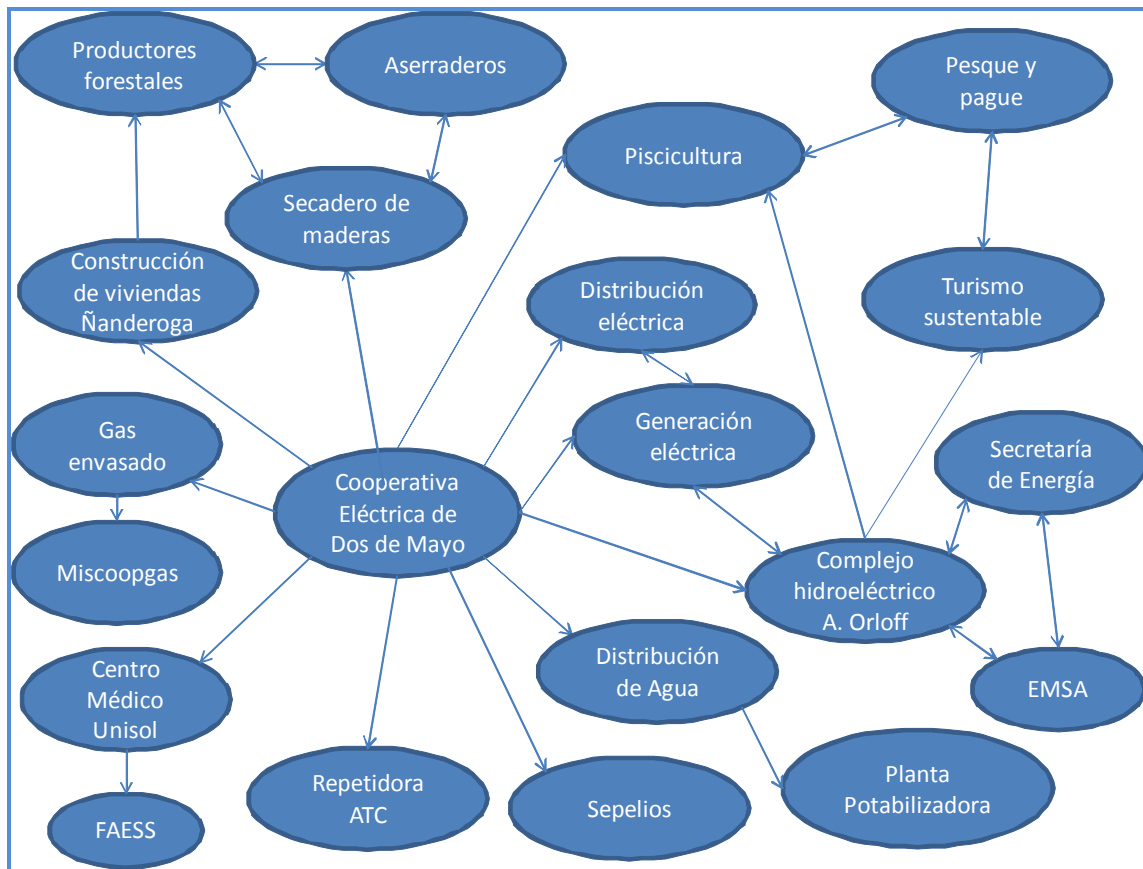 Productores
forestales
Aserraderos
Pesque y
pague
Piscicultura
Secadero de
maderas
Construcción
de viviendas
Ñanderoga
Distribución
eléctrica
Turismo
sustentable
Gas
envasado
Generación
eléctrica
Secretaría
de Energía
Cooperativa
Eléctrica de
Dos de Mayo
Miscoopgas
Complejo
hidroeléctrico
A. Orloff
Centro
Médico
Unisol
Distribución
de Agua
EMSA
Repetidora
ATC
Sepelios
Planta
Potabilizadora
FAESS